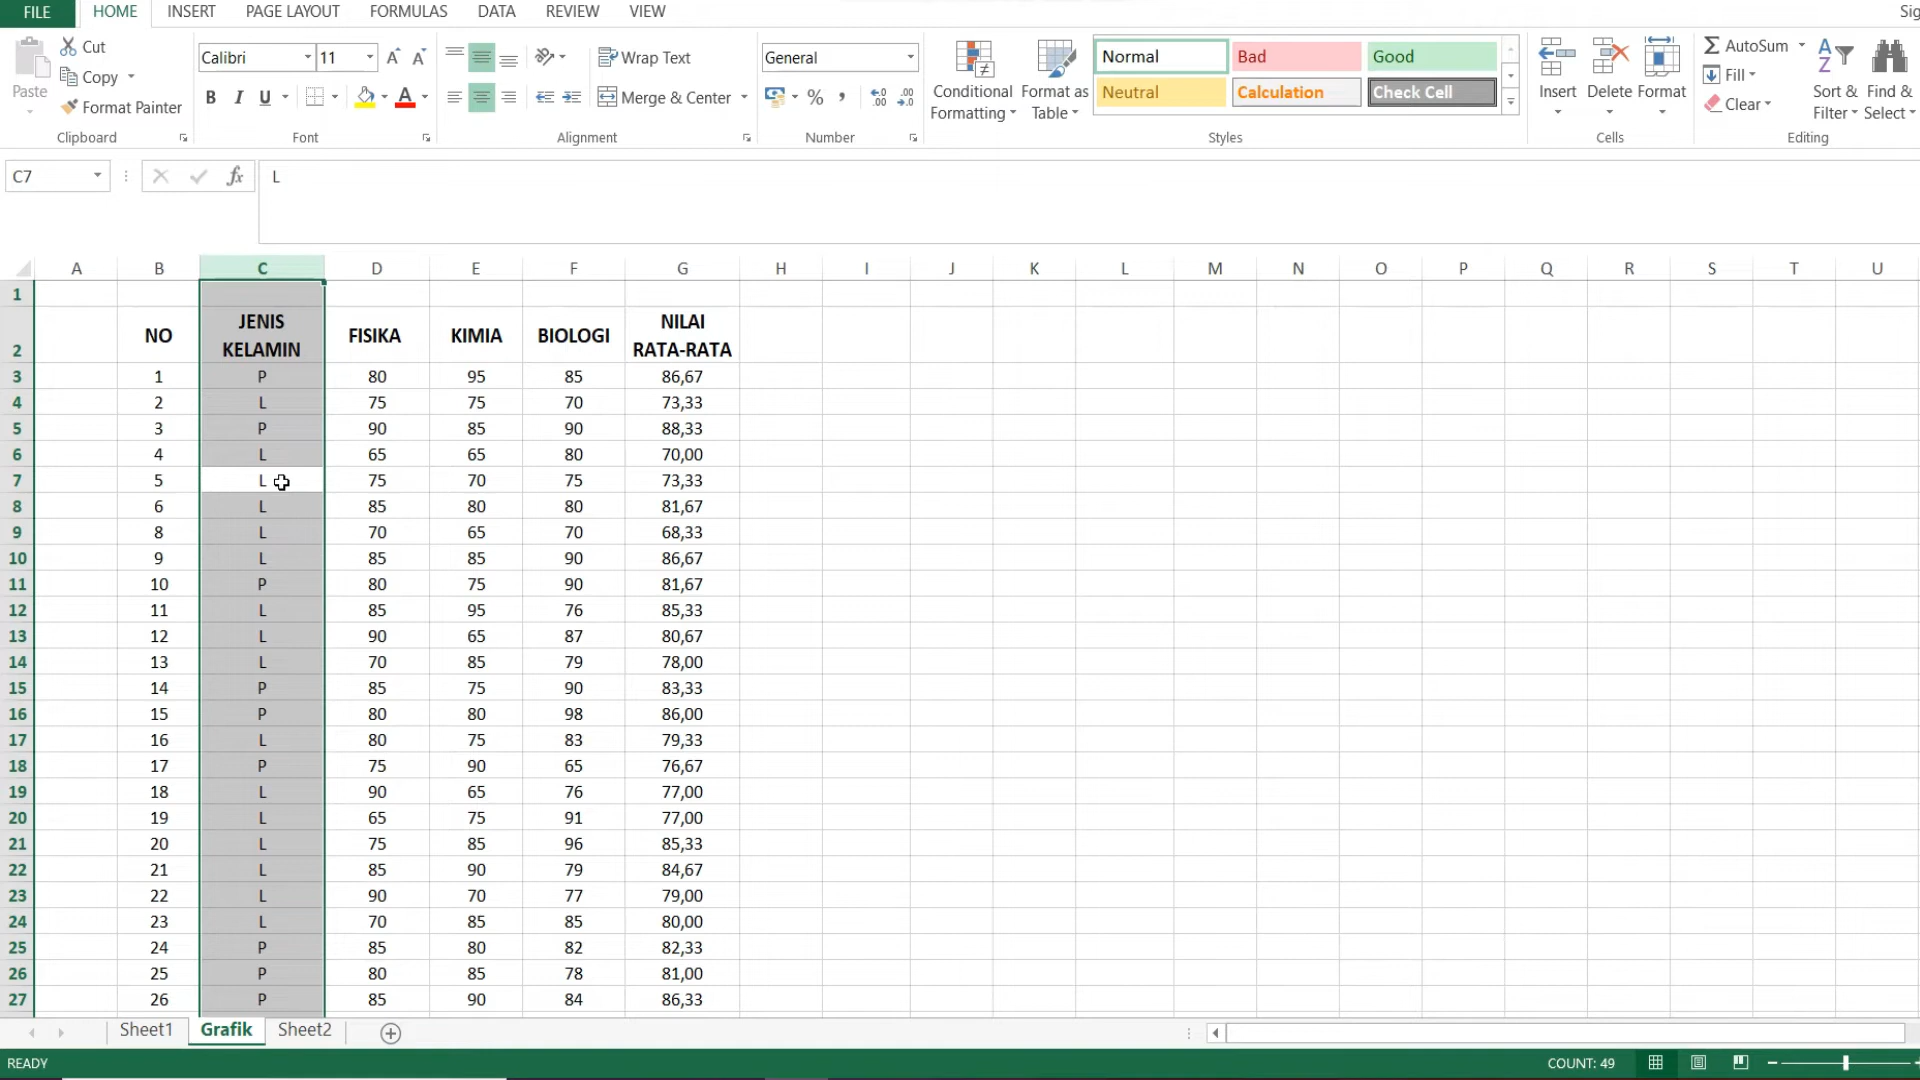 FILE HOME INSERT PAGE LAYOUT FORMULAS DATA REVIEW VIEW Sig
Cut
Copy
Format Painter
Paste
Clipboard
Calibri 11
B I U
Font
Wrap Text
Merge & Center
Alignment
General
% ,
Number
Conditional Formatting
Format as Table
Normal Bad Good
Neutral Calculation Check Cell
Styles
Insert Delete Format
Cells
AutoSum
Fill
Clear
Sort & Filter
Find & Select
Editing
C7 fx L
A B C D E F G H I J K L M N O P Q R S T U
1
2 NO JENIS KELAMIN FISIKA KIMIA BIOLOGI NILAI RATA-RATA
3 1 P 80 95 85 86,67
4 2 L 75 75 70 73,33
5 3 P 90 85 90 88,33
6 4 L 65 65 80 70,00
7 5 L 75 70 75 73,33
8 6 L 85 80 80 81,67
9 8 L 70 65 70 68,33
10 9 L 85 85 90 86,67
11 10 P 80 75 90 81,67
12 11 L 85 95 76 85,33
13 12 L 90 65 87 80,67
14 13 L 70 85 79 78,00
15 14 P 85 75 90 83,33
16 15 P 80 80 98 86,00
17 16 L 80 75 83 79,33
18 17 P 75 90 65 76,67
19 18 L 90 65 76 77,00
20 19 L 65 75 91 77,00
21 20 L 75 85 96 85,33
22 21 L 85 90 79 84,67
23 22 L 90 70 77 79,00
24 23 L 70 85 85 80,00
25 24 P 85 80 82 82,33
26 25 P 80 85 78 81,00
27 26 P 85 90 84 86,33
Sheet1 Grafik Sheet2
READY COUNT: 49